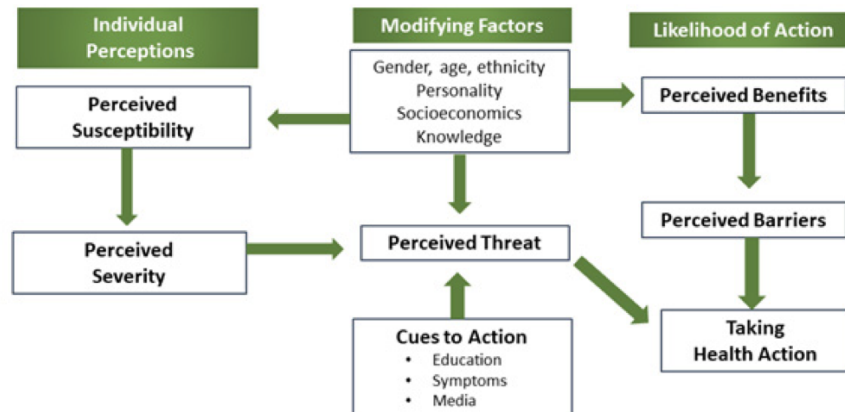 Individual
Perceptions
Modifying Factors
Likelihood of Action
Gender, age, ethnicity
Personality
Socioeconomics
Knowledge
Perceived
Susceptibility
Perceived Benefits
Perceived
Severity
Perceived Threat
Perceived Barriers
Cues to Action
• Education
• Symptoms
• Media
Taking
Health Action